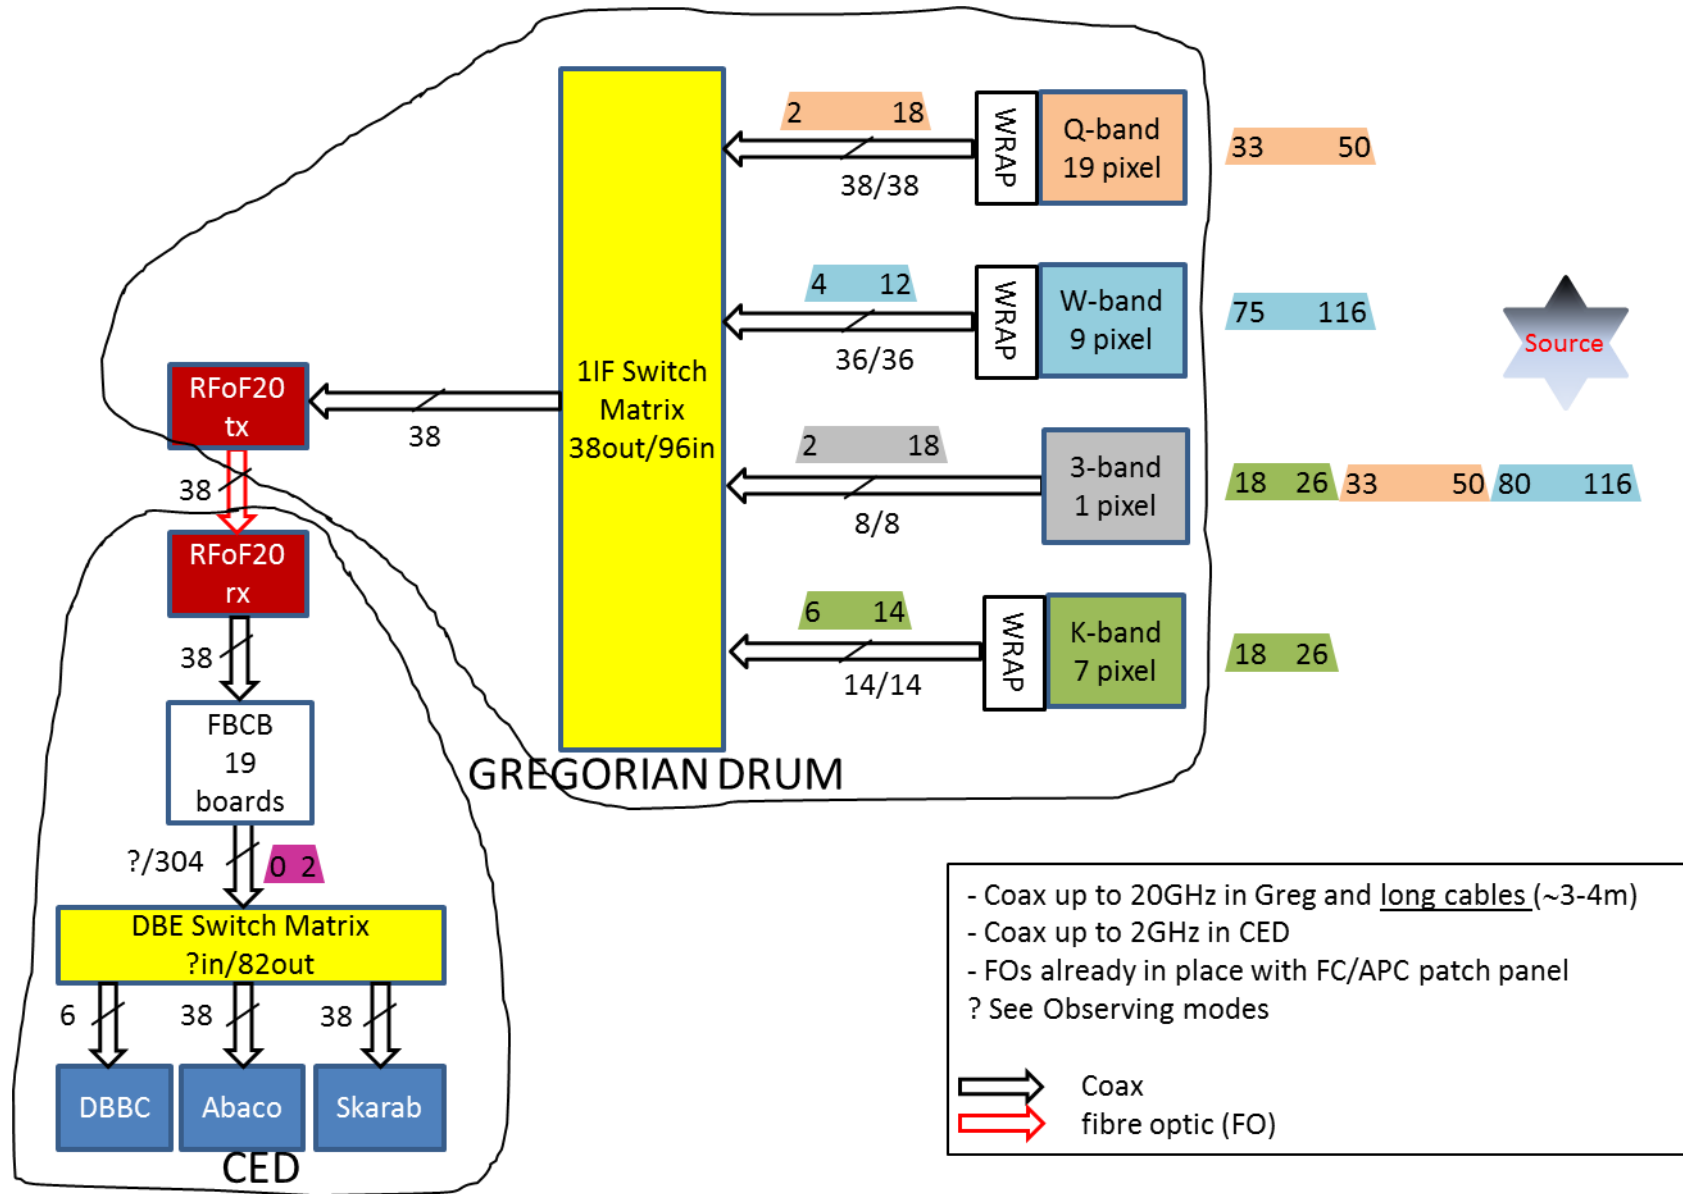 2 18
WRAP
Q-band
19 pixel
33 50
38/38
4 12
WRAP
W-band
9 pixel
75 116
36/36
Source
1IF Switch
Matrix
38out/96in
RFoF20
tx
38
2 18
3-band
1 pixel
18 26 33 50 80 116
8/8
38
RFoF20
rx
6 14
WRAP
K-band
7 pixel
18 26
14/14
38
FBCB
19
boards
GREGORIAN DRUM
?/304
0 2
DBE Switch Matrix
?in/82out
6
38
38
DBBC
Abaco
Skarab
CED
- Coax up to 20GHz in Greg and long cables (~3-4m)
- Coax up to 2GHz in CED
- FOs already in place with FC/APC patch panel
? See Observing modes
Coax
fibre optic (FO)